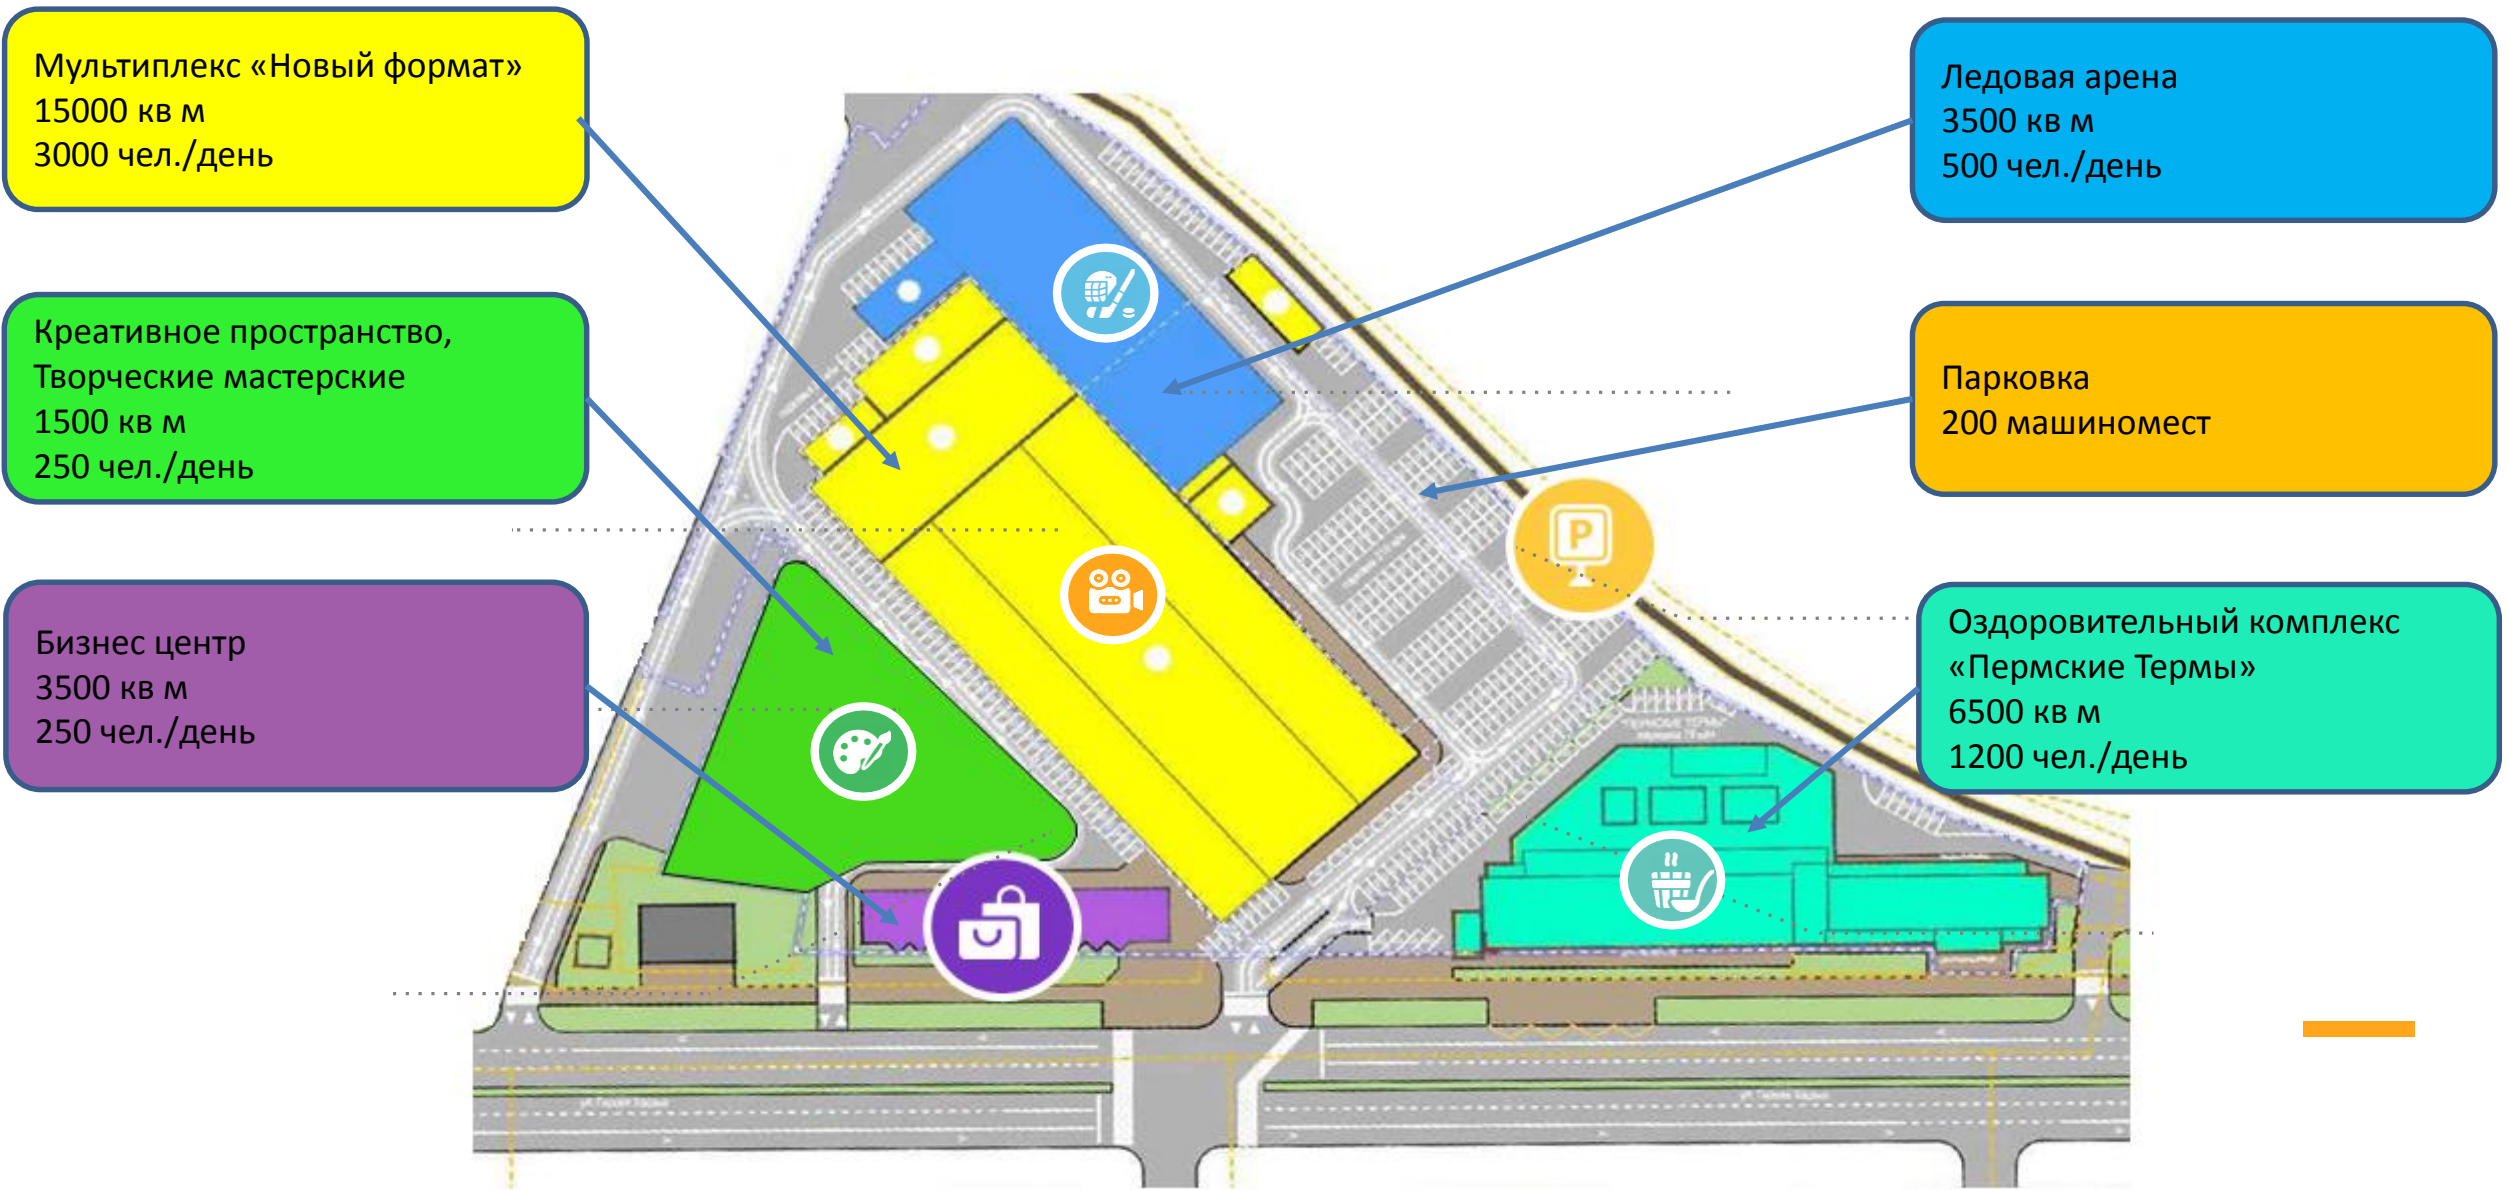 Мультиплекс «Новый формат»
15000 кв м
3000 чел./день
Ледовая арена
3500 кв м
500 чел./день
Креативное пространство,
Творческие мастерские
1500 кв м
250 чел./день
Парковка
200 машиномест
P
Бизнес центр
3500 кв м
250 чел./день
Оздоровительный комплекс
«Пермские Термы»
6500 кв м
1200 чел./день